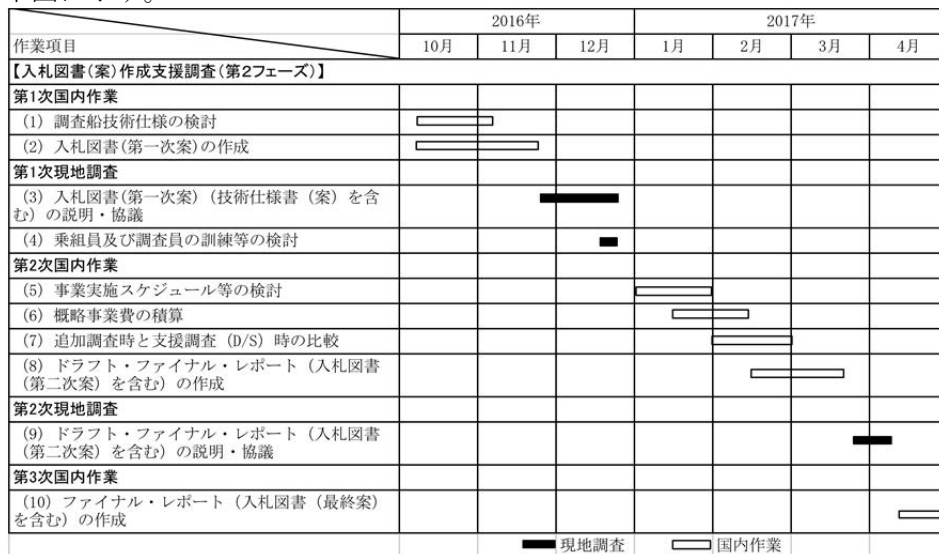 2016年 2017年
作業項目 10月 11月 12月 1月 2月 3月 4月
【入札図書(案)作成支援調査(第2フェーズ)】
第1次国内作業
(1) 調査船技術仕様の検討
(2) 入札図書(第一次案)の作成
第1次現地調査
(3) 入札図書(第一次案)(技術仕様書(案)を含
む)の説明・協議
(4) 乗組員及び調査員の訓練等の検討
第2次国内作業
(5) 事業実施スケジュール等の検討
(6) 概略事業費の積算
(7) 追加調査時と支援調査(D/S)時の比較
(8) ドラフト・ファイナル・レポート(入札図書
(第二次案)を含む)の作成
第2次現地調査
(9) ドラフト・ファイナル・レポート(入札図書
(第二次案)を含む)の説明・協議
第3次国内作業
(10) ファイナル・レポート(入札図書(最終案)
を含む)の作成
現地調査 国内作業